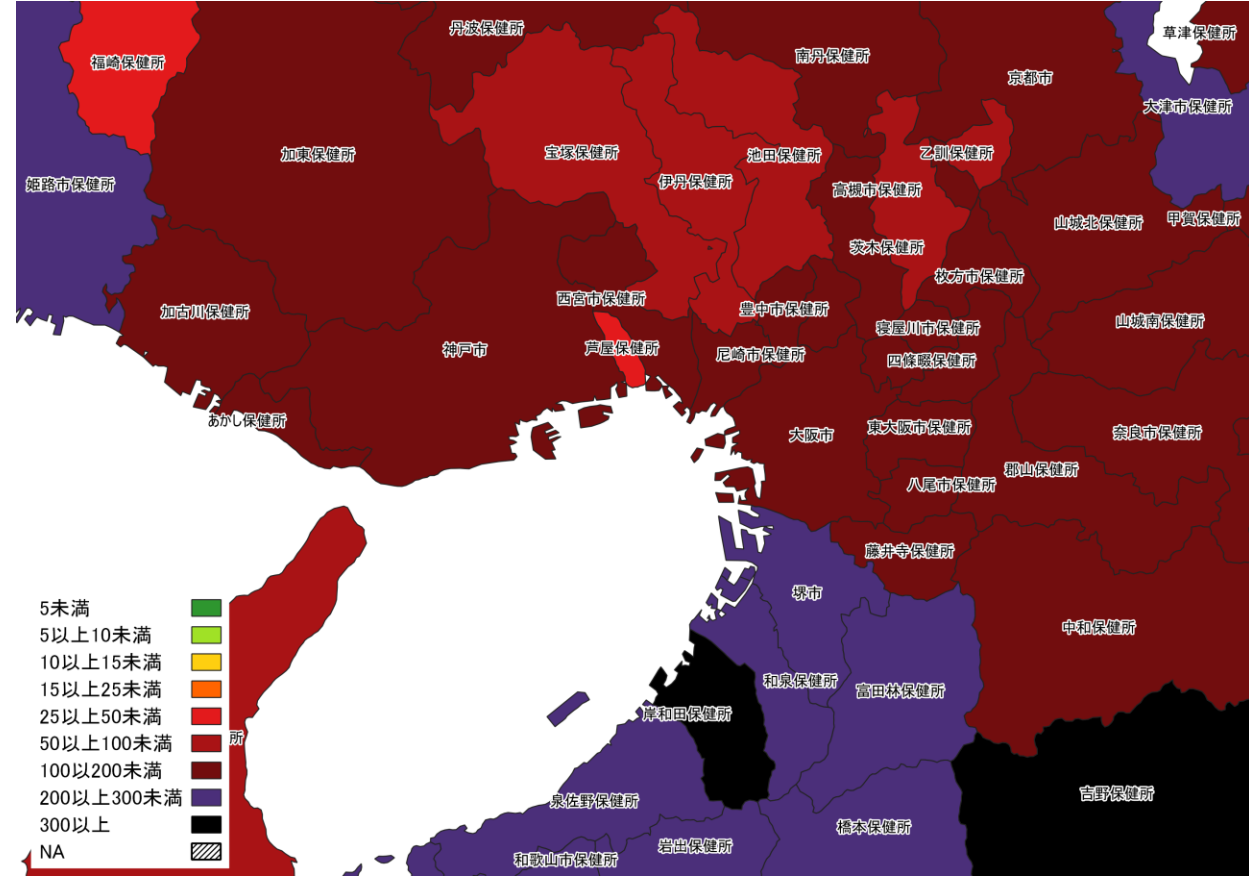 丹波保健所
草津保健所
福崎保健所
南丹保健所
京都市
大津市保健所
加東保健所
宝塚保健所
池田保健所
乙訓保健所
姫路市保健所
伊丹保健所
高槻市保健所
山城北保健所
甲賀保健所
茨木保健所
枚方市保健所
西宮市保健所
加古川保健所
豊中市保健所
寝屋川市保健所
山城南保健所
神戸市
芦屋保健所
尼崎市保健所
四條畷保健所
あかし保健所
大阪市
東大阪市保健所
奈良市保健所
郡山保健所
八尾市保健所
藤井寺保健所
堺市
中和保健所
和泉保健所
富田林保健所
岸和田保健所
所
泉佐野保健所
吉野保健所
橋本保健所
岩出保健所
和歌山市保健所
5未満
5以上10未満
10以上15未満
15以上25未満
25以上50未満
50以上100未満
100以200未満
200以上300未満
300以上
NA